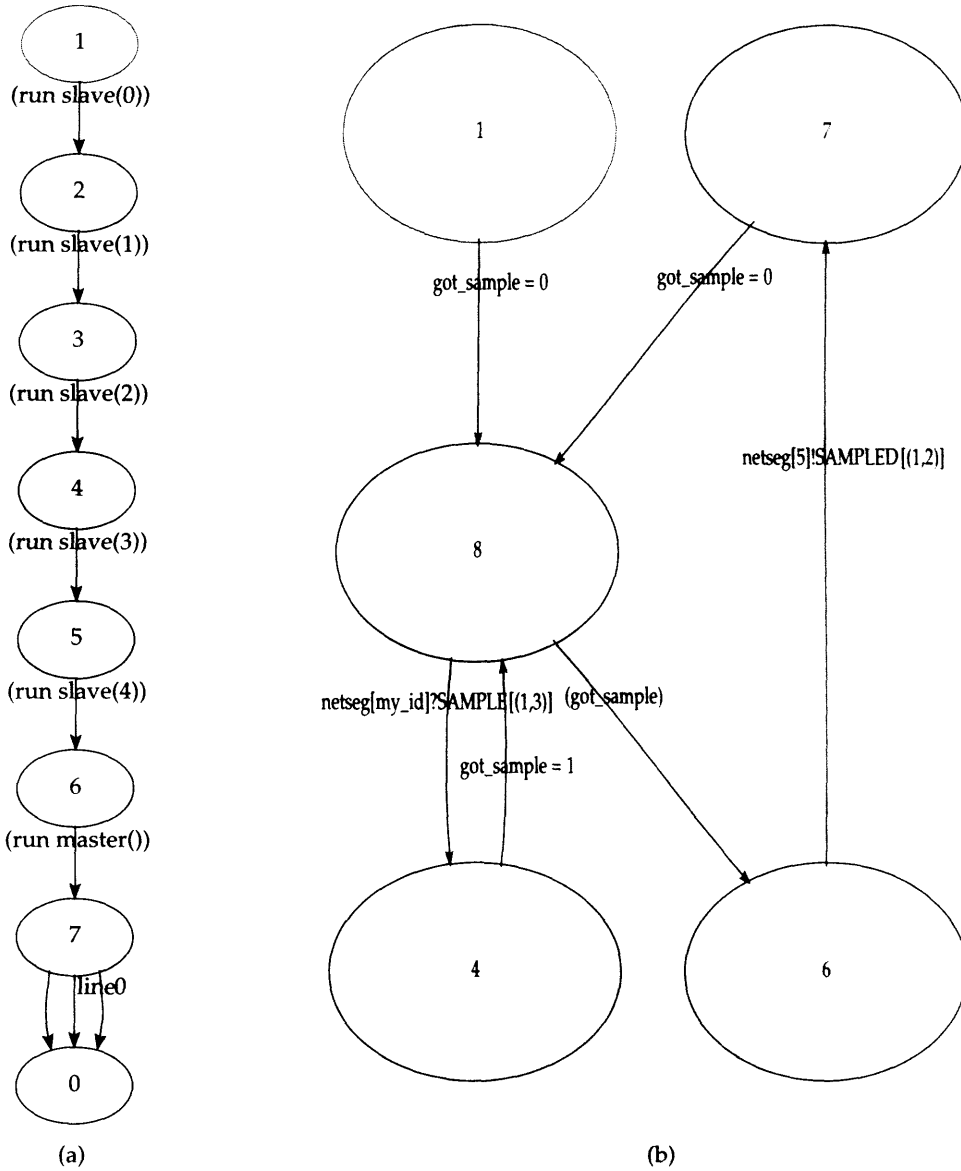 1
(run slave(0))
2
(run slave(1))
3
(run slave(2))
4
(run slave(3))
5
(run slave(4))
6
(run master())
7
line0
0
(a)
1
7
got_sample = 0
got_sample = 0
netseg[5]!SAMPLED[(1,2)]
8
netseg[my_id]?SAMPLE[(1,3)]
(got_sample)
got_sample = 1
4
6
(b)